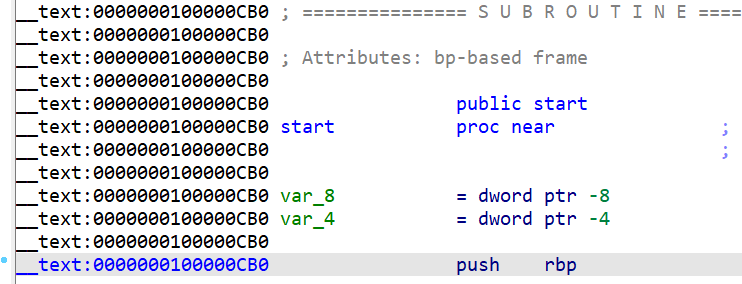 __text:0000000100000CB0 ; =============== S U B R O U T I N E ====
__text:0000000100000CB0
__text:0000000100000CB0 ; Attributes: bp-based frame
__text:0000000100000CB0
__text:0000000100000CB0 public start
__text:0000000100000CB0 start proc near ;
__text:0000000100000CB0 ;
__text:0000000100000CB0
__text:0000000100000CB0 var_8 = dword ptr -8
__text:0000000100000CB0 var_4 = dword ptr -4
__text:0000000100000CB0
__text:0000000100000CB0 push rbp